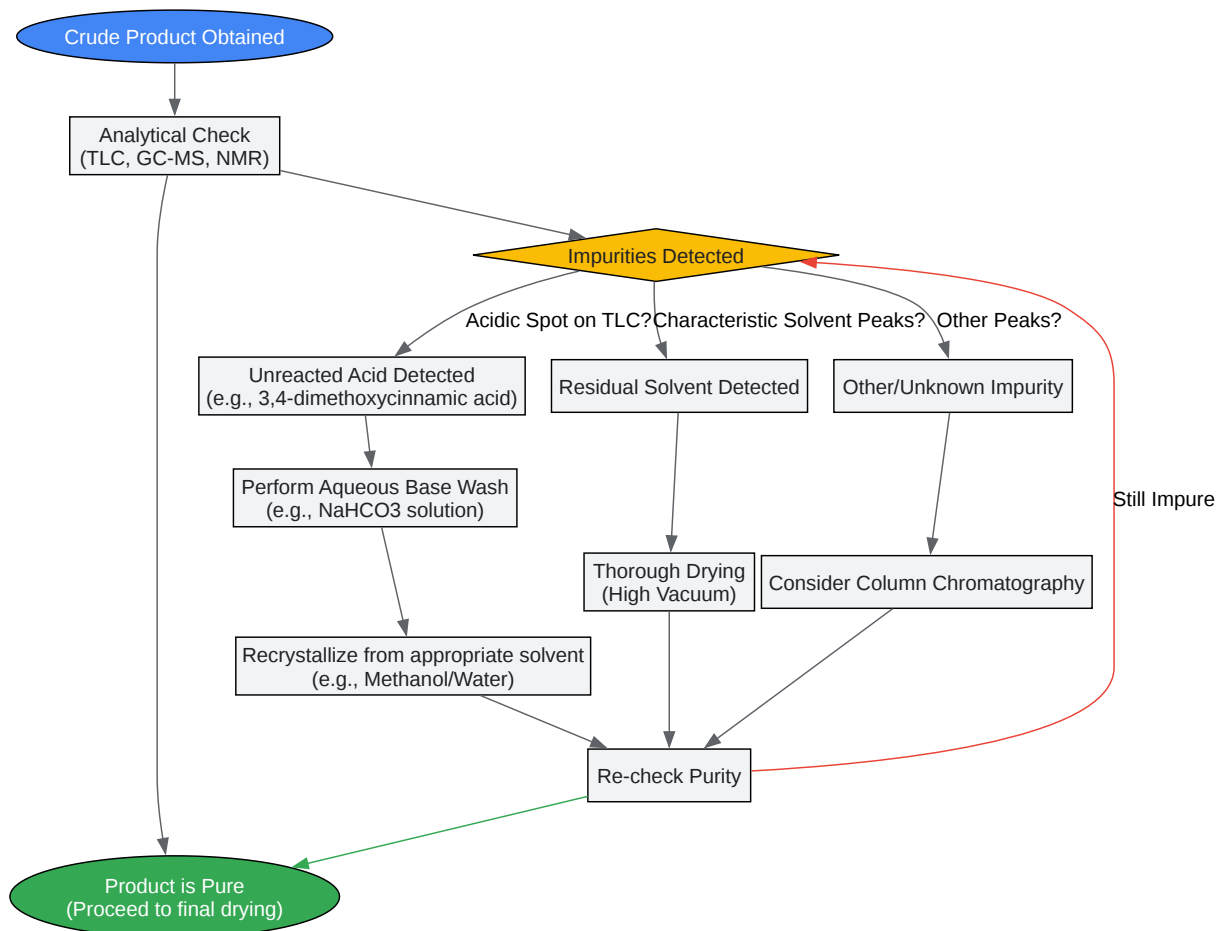 Crude Product Obtained
Analytical Check
(TLC, GC-MS, NMR)
Impurities Detected
Acidic Spot on TLC?
Characteristic Solvent Peaks?
Other Peaks?
Unreacted Acid Detected
(e.g., 3,4-dimethoxycinnamic acid)
Residual Solvent Detected
Other/Unknown Impurity
Perform Aqueous Base Wash
(e.g., NaHCO3 solution)
Still Impure
Thorough Drying
(High Vacuum)
Consider Column Chromatography
Recrystallize from appropriate solvent
(e.g., Methanol/Water)
Re-check Purity
Product is Pure
(Proceed to final drying)